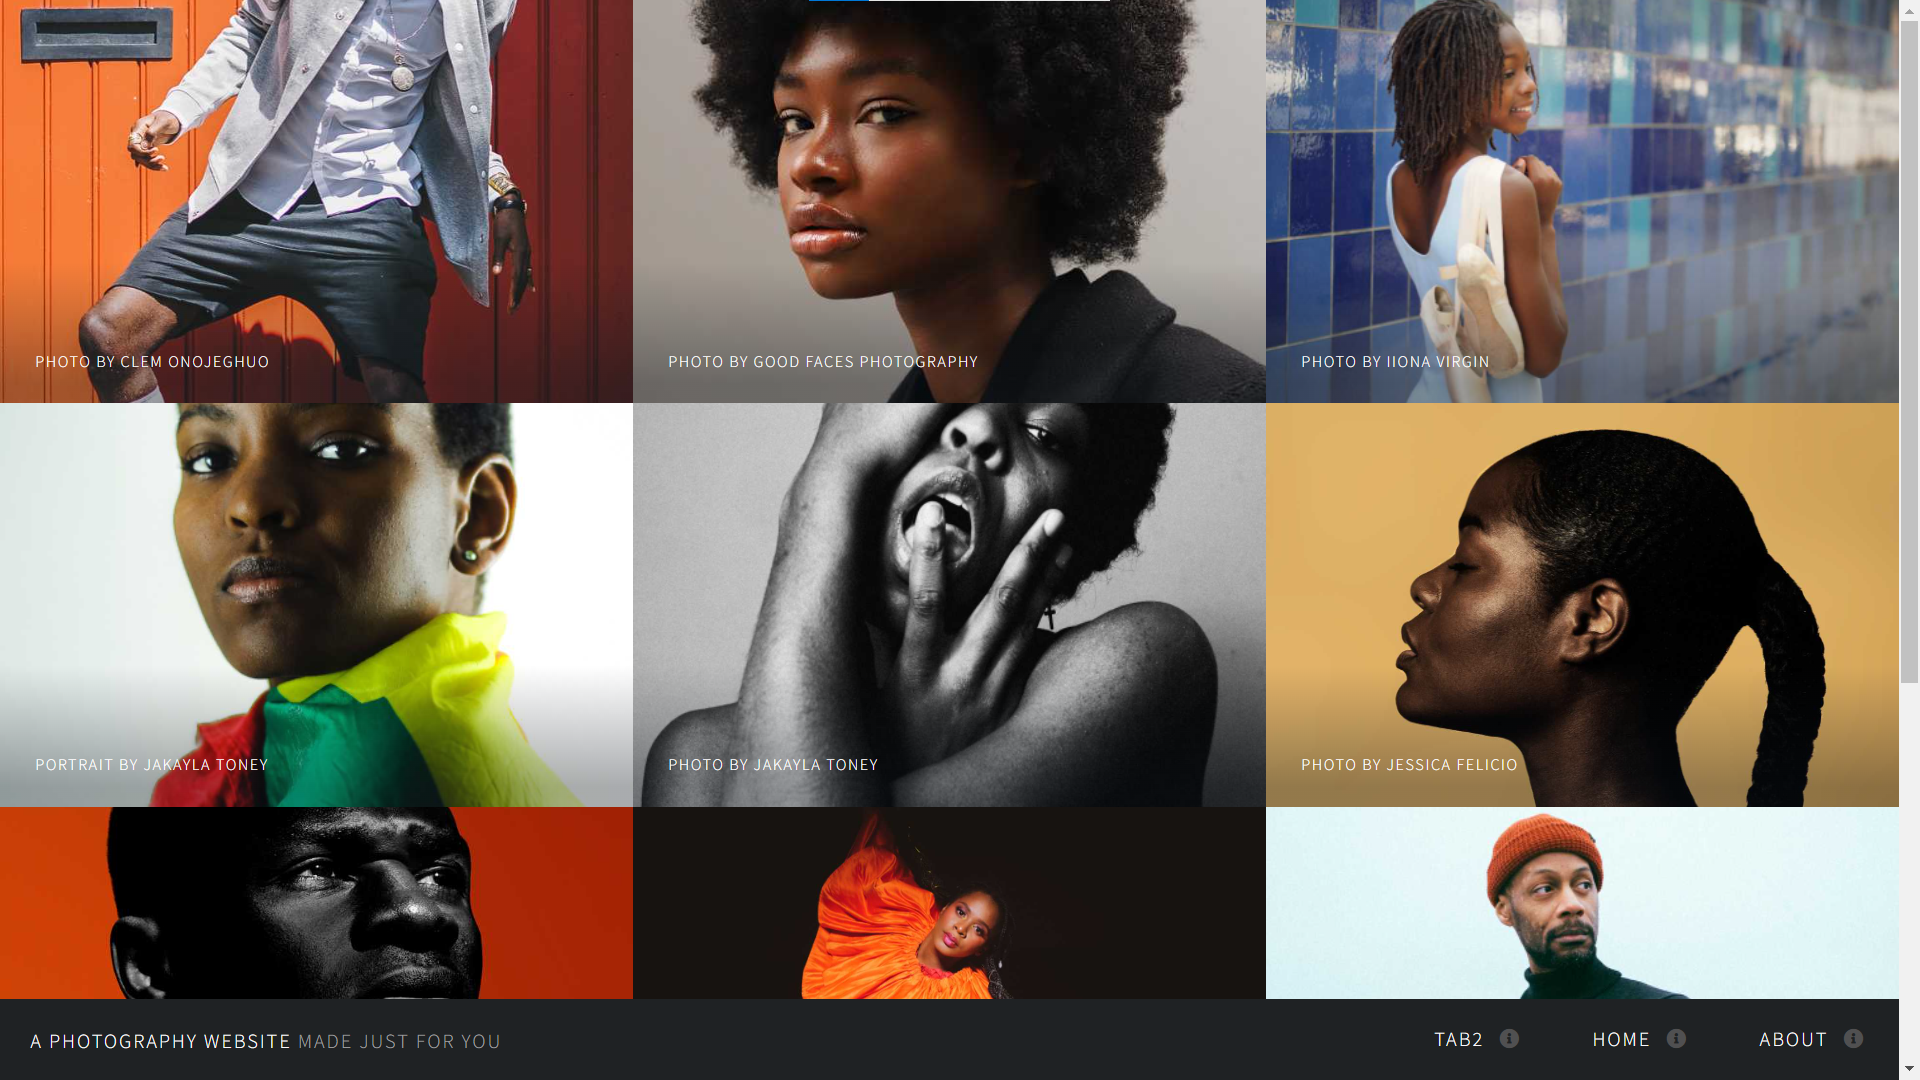 PHOTO BY CLEM ONOJEGHUO
PHOTO BY GOOD FACES PHOTOGRAPHY
PHOTO BY IIONA VIRGIN
PORTRAIT BY JAKAYLA TONEY
PHOTO BY JAKAYLA TONEY
PHOTO BY JESSICA FELICIO
A PHOTOGRAPHY WEBSITE MADE JUST FOR YOU
TAB2
HOME
ABOUT